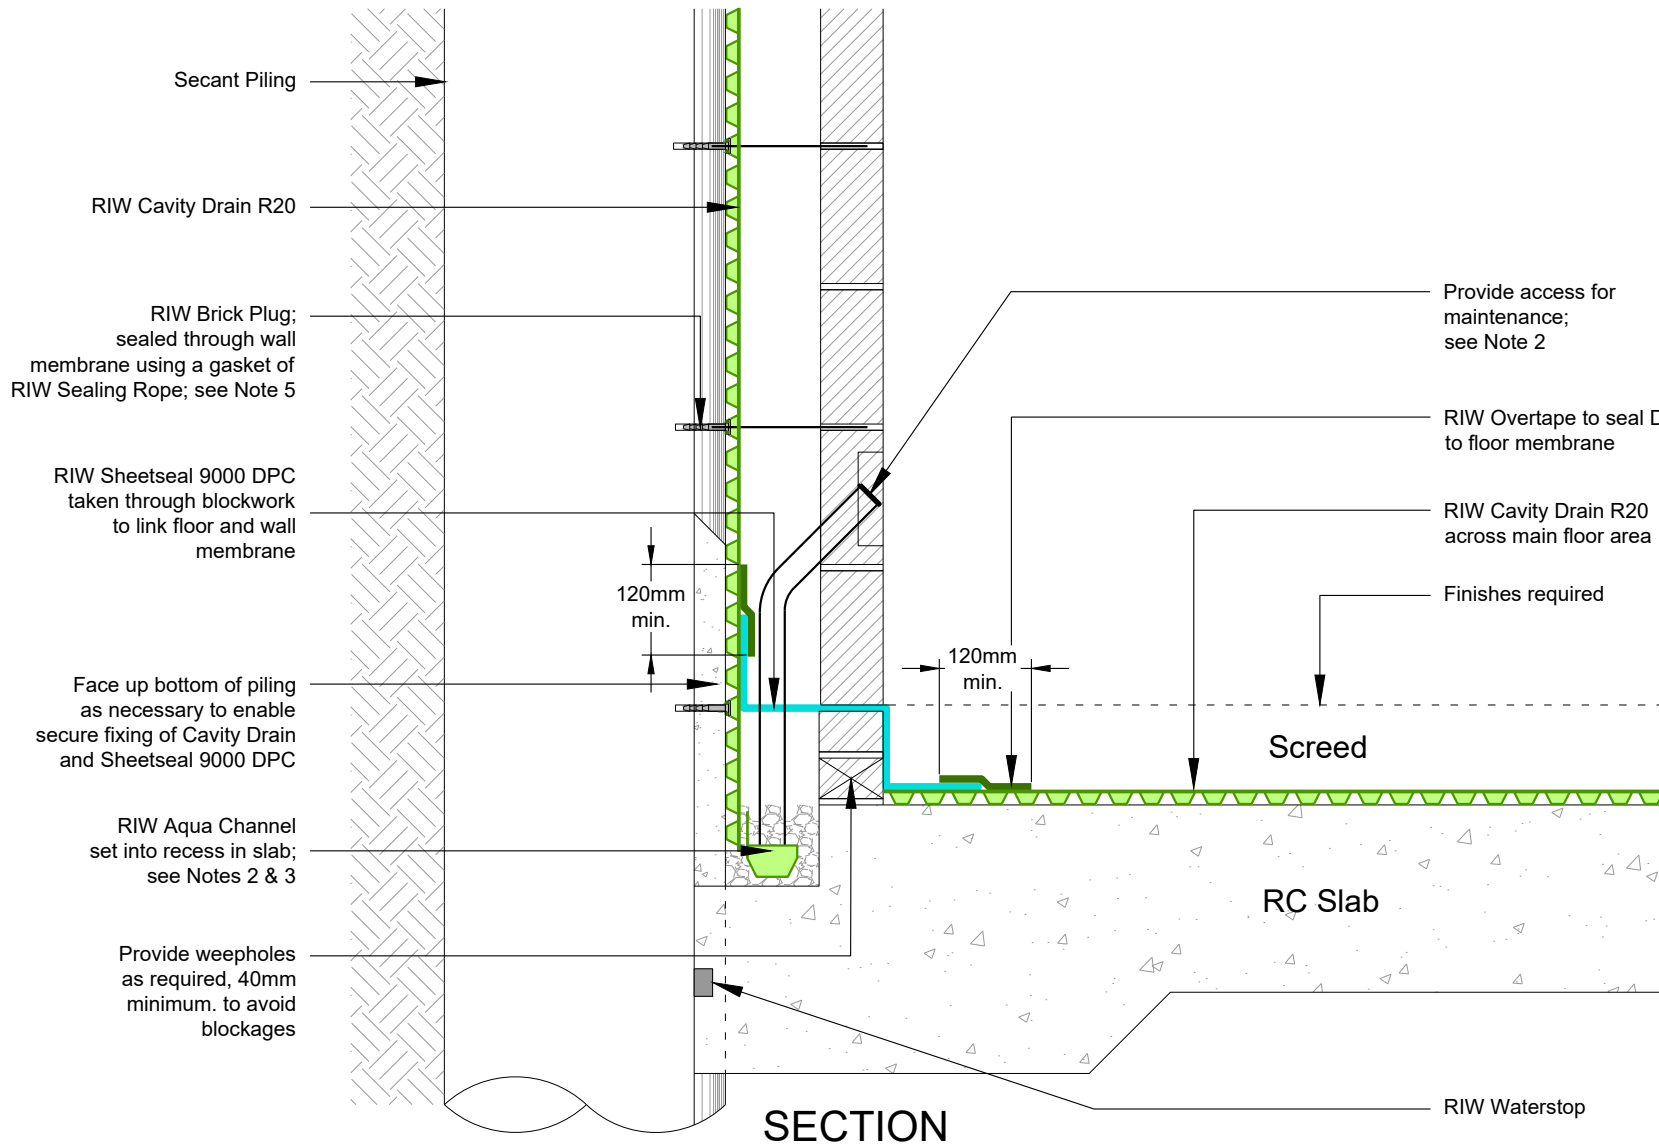 Secant Piling
RIW Cavity Drain R20
RIW Brick Plug;
sealed through wall
membrane using a gasket of
RIW Sealing Rope; see Note 5
RIW Sheetseal 9000 DPC
taken through blockwork
to link floor and wall
membrane
120mm
min.
Face up bottom of piling
as necessary to enable
secure fixing of Cavity Drain
and Sheetseal 9000 DPC
RIW Aqua Channel
set into recess in slab;
see Notes 2 & 3
Provide weepholes
as required, 40mm
minimum. to avoid
blockages
Provide access for
maintenance;
see Note 2
RIW Overtape to seal D
to floor membrane
RIW Cavity Drain R20
across main floor area
Finishes required
120mm
min.
Screed
RC Slab
RIW Waterstop
SECTION